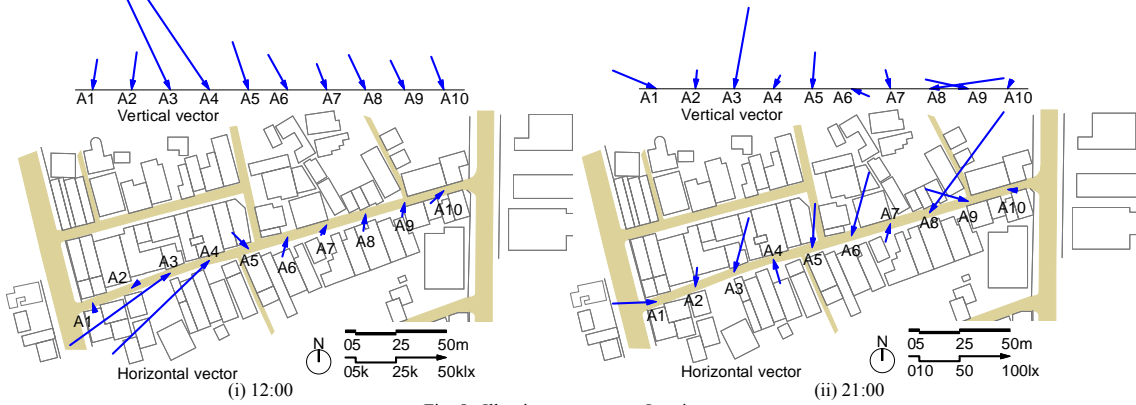 A1 A2 A3 A4 A5 A6 A7 A8 A9 A10
Vertical vector
A1 A2 A3 A4 A5 A6 A7 A8 A9 A10
N
05 25 50m
05k 25k 50klx
Horizontal vector
(i) 12:00
A1 A2 A3 A4 A5 A6 A7 A8 A9 A10
Vertical vector
A1 A2 A3 A4 A5 A6 A7 A8 A9 A10
N
05 25 50m
010 50 100lx
Horizontal vector
(ii) 21:00